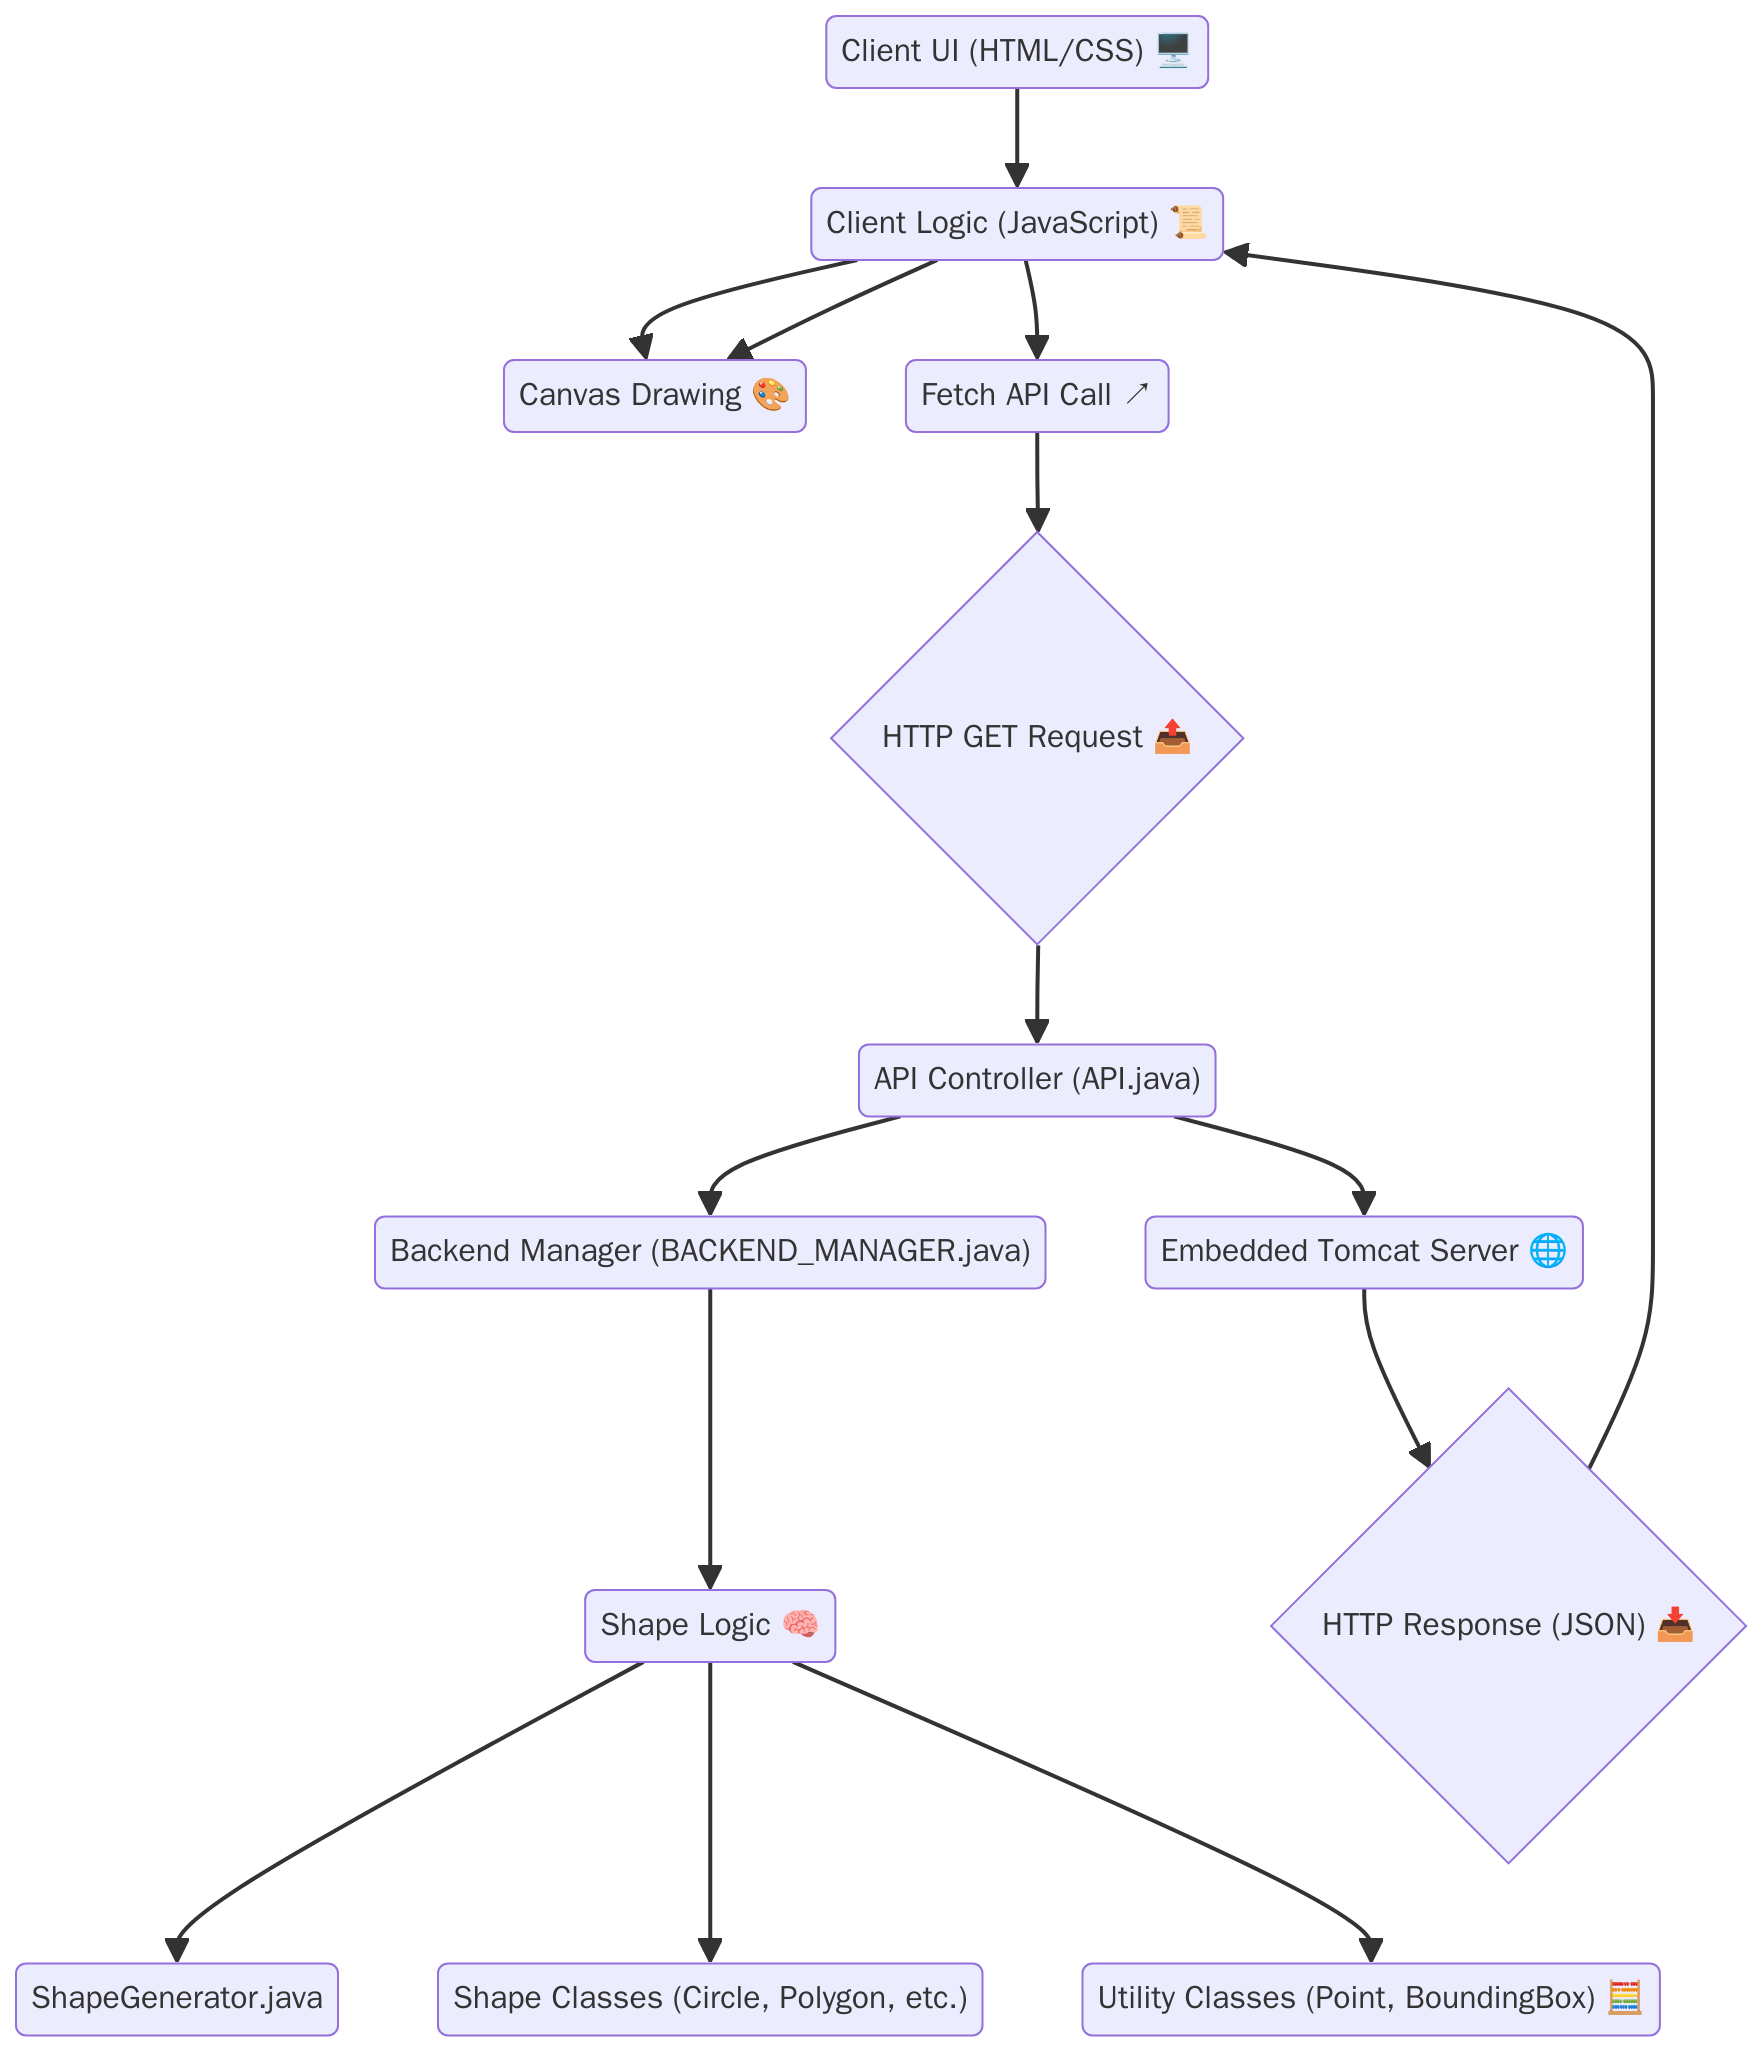 Client UI (HTML/CSS) 🖥️
Client Logic (JavaScript) 📜
Canvas Drawing 🎨
Fetch API Call ↗
HTTP GET Request 📤
API Controller (API.java)
Backend Manager (BACKEND_MANAGER.java)
Embedded Tomcat Server 🌐
Shape Logic 🧠
HTTP Response (JSON) 📥
ShapeGenerator.java
Shape Classes (Circle, Polygon, etc.)
Utility Classes (Point, BoundingBox) 🧮